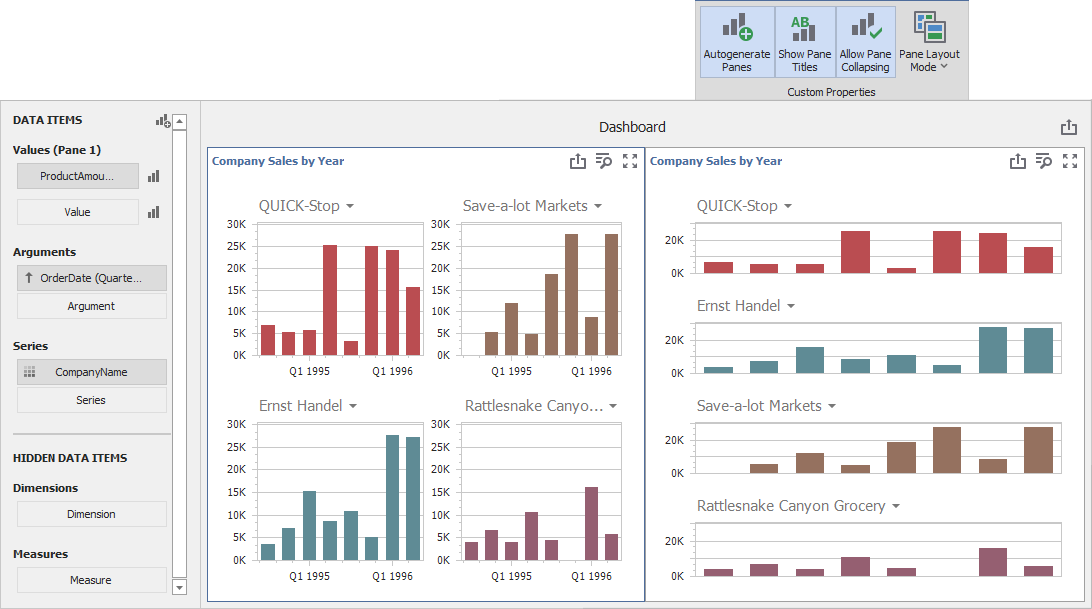 Autogenerate Panes
Show Pane Titles
Allow Pane Collapsing
Pane Layout Mode
Custom Properties
DATA ITEMS
Values (Pane 1)
ProductAmou...
Value
Arguments
OrderDate (Quarte...
Argument
Series
CompanyName
Series
HIDDEN DATA ITEMS
Dimensions
Dimension
Measures
Measure
Dashboard
Company Sales by Year
QUICK-Stop
30K
25K
20K
15K
10K
5K
0K
Q1 1995 Q1 1996
Save-a-lot Markets
30K
25K
20K
15K
10K
5K
0K
Q1 1995 Q1 1996
Ernst Handel
30K
25K
20K
15K
10K
5K
0K
Q1 1995 Q1 1996
Rattlesnake Canyo...
30K
25K
20K
15K
10K
5K
0K
Q1 1995 Q1 1996
Company Sales by Year
QUICK-Stop
20K
0K
Ernst Handel
20K
0K
Save-a-lot Markets
20K
0K
Rattlesnake Canyon Grocery
20K
0K